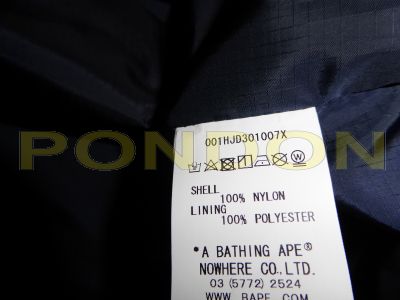 001HJD301007X
PONDON
SHELL
100% NYLON
LINING
100% POLYESTER
*A BATHING APE®
NOWHERE CO.,LTD.
03 (5772) 2524
WWW.BAPE.COM